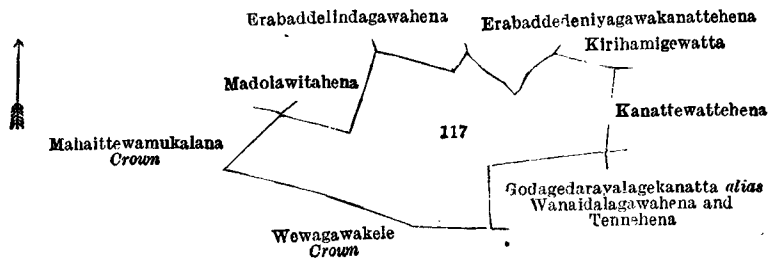 Erabaddelindagawahena
Erabaddedeniyagawakanattehena
Kirihamigewatta
Madolawitahena
Kanattewattehena
117
Mahaittewamukalana
Crown
Godagedarayalagekanatta alias
Wanaidalagawahena and
Tennehena
Wewagawakele
Crown